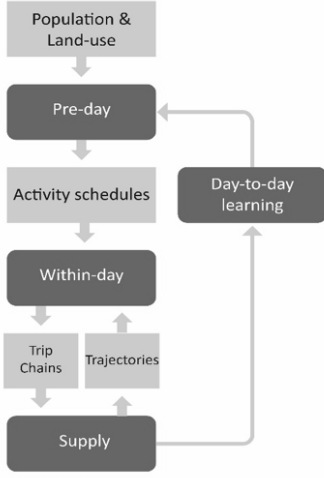 Population &
Land-use
Pre-day
Activity schedules
Day-to-day
learning
Within-day
Trip
Chains
Trajectories
Supply